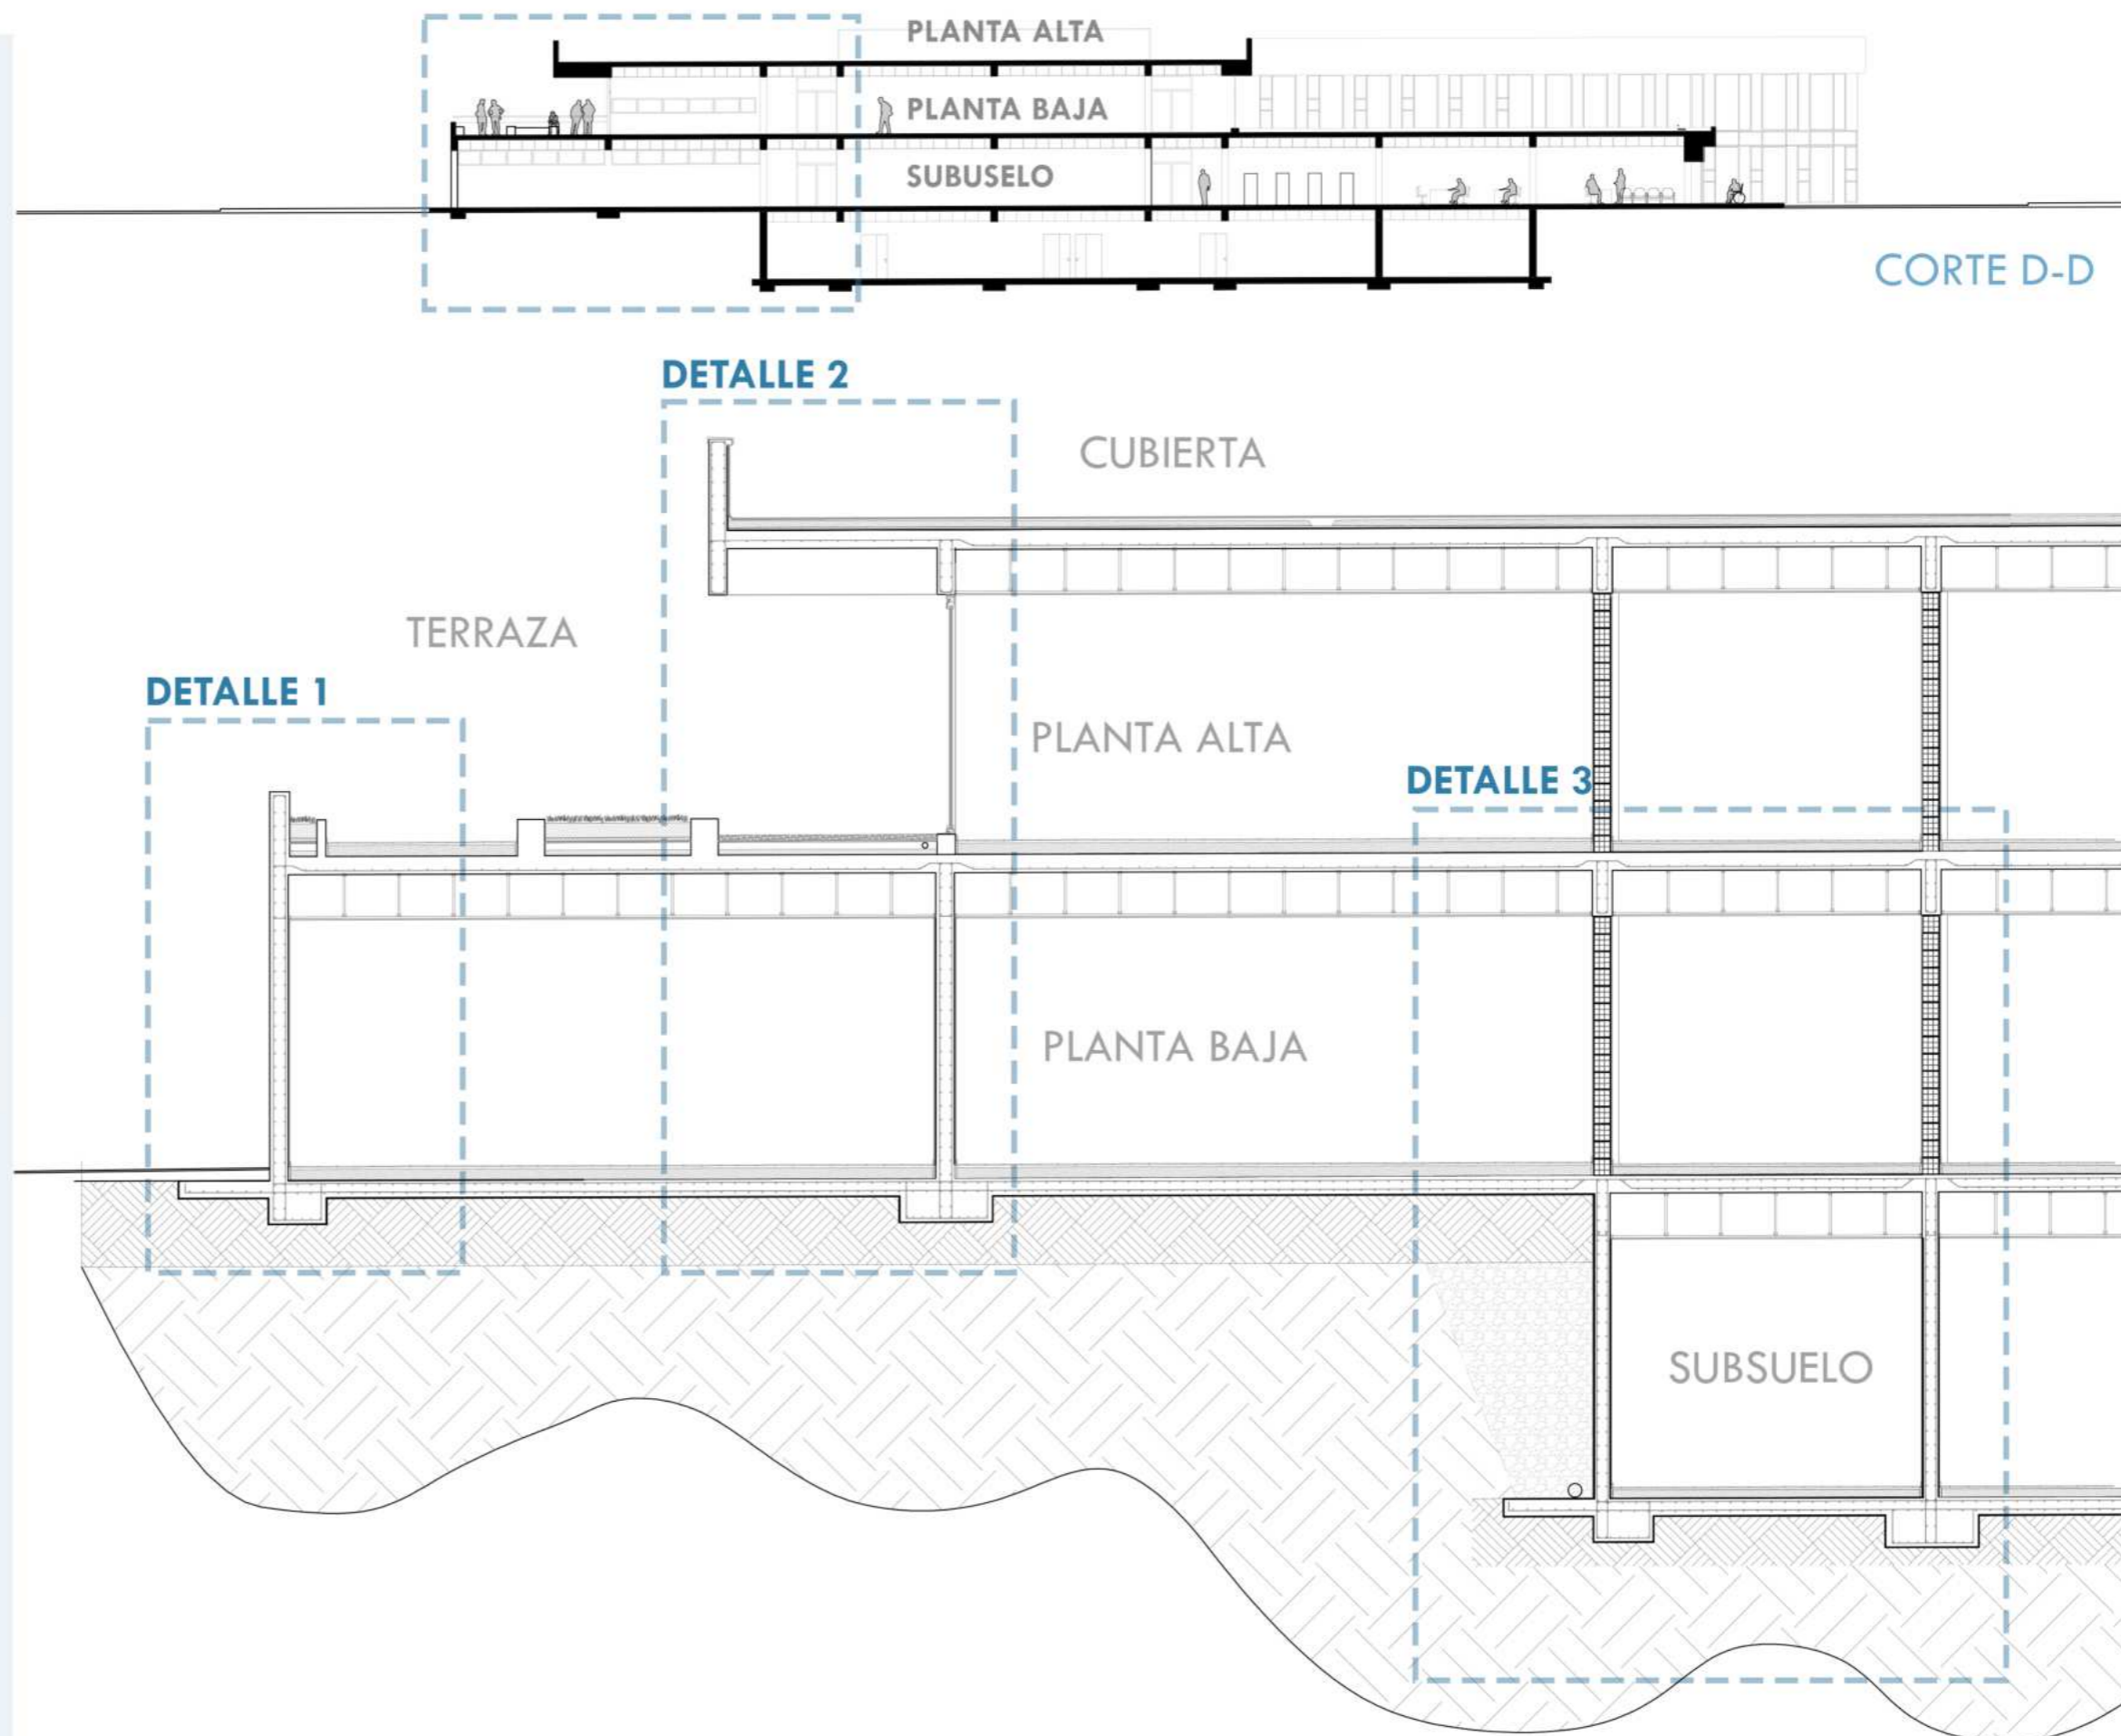 PLANTA ALTA
PLANTA BAJA
SUBUSELO
CORTE D-D
DETALLE 2
CUBIERTA
TERRAZA
DETALLE 1
PLANTA ALTA
DETALLE 3
PLANTA BAJA
SUBSUELO